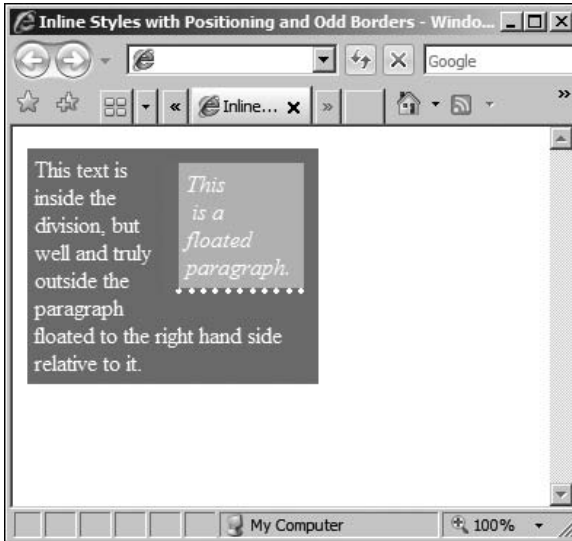 Inline Styles with Positioning and Odd Borders - Windo...
Google
Inline...
This text is
inside the
division, but
well and truly
outside the
paragraph
floated to the right hand side
relative to it.
This
is a
floated
paragraph.
My Computer
100%